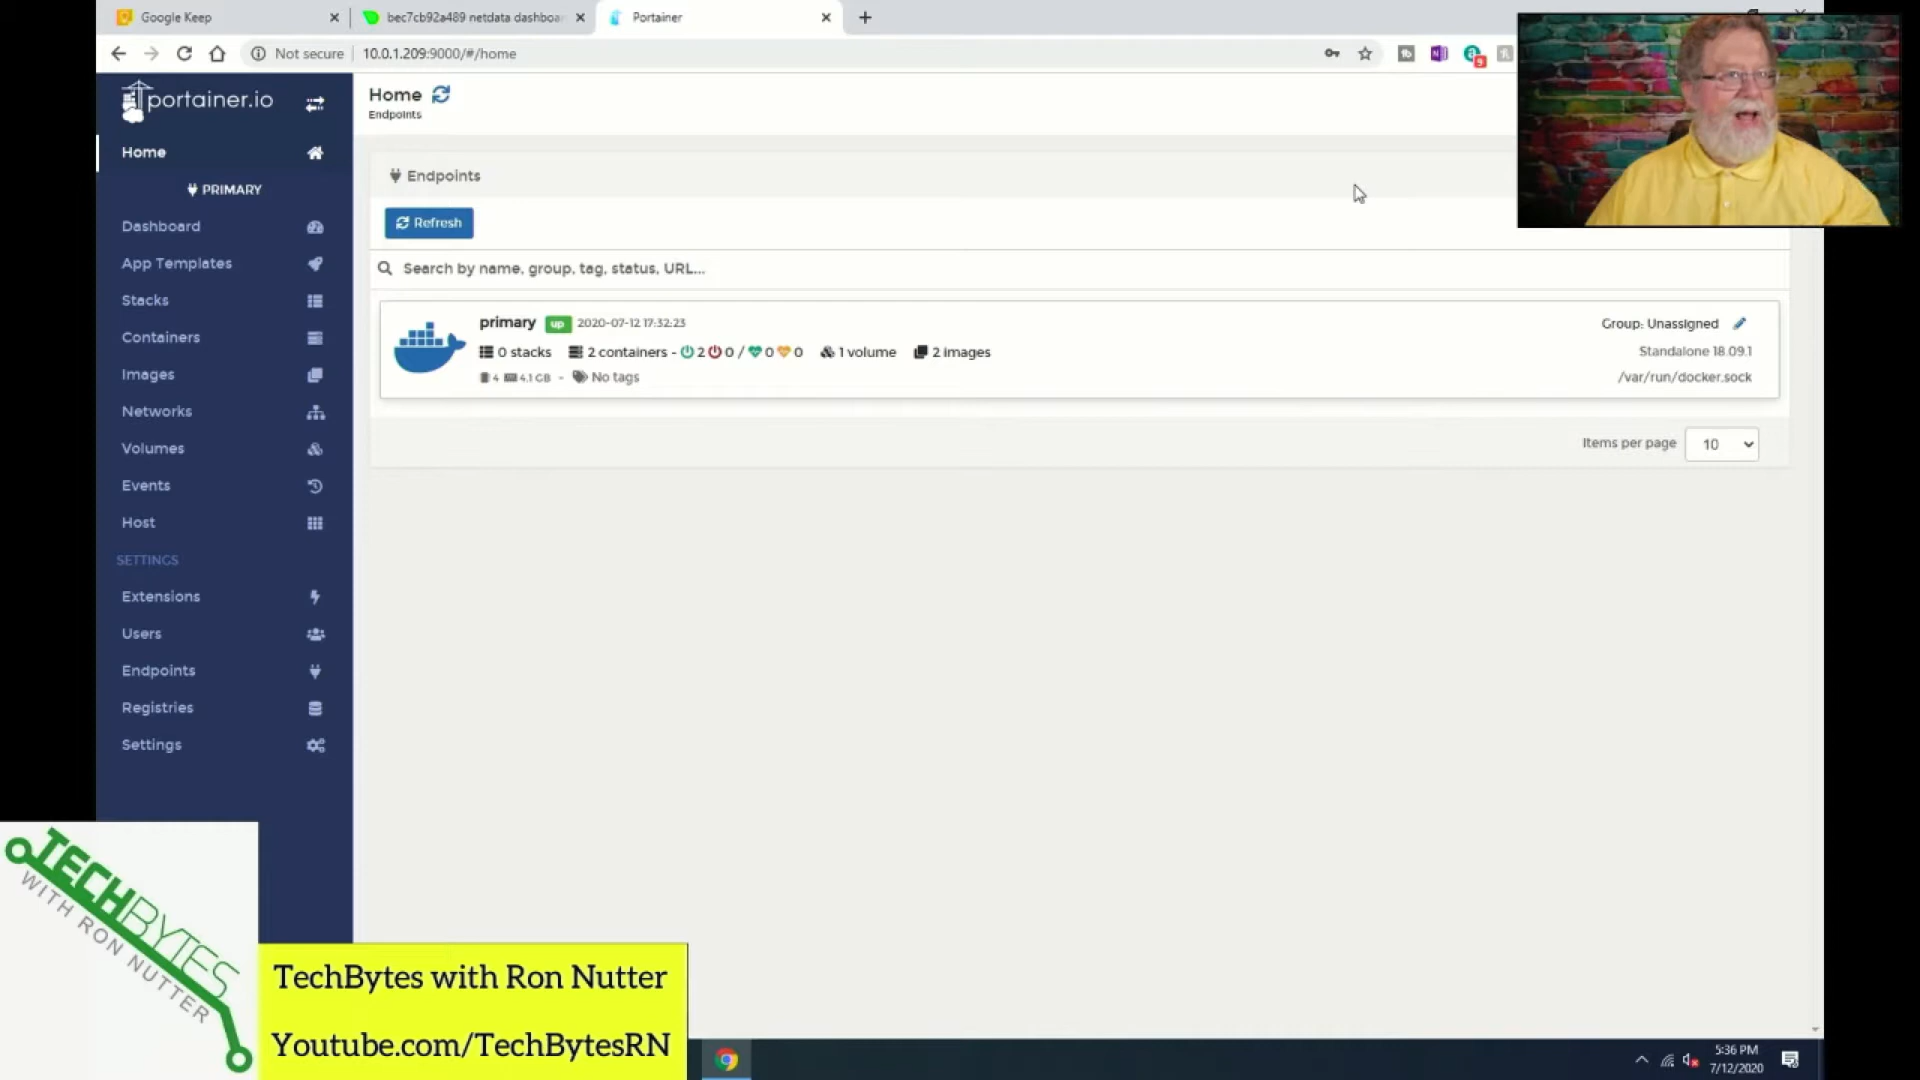 Google Keep
bec7cb92a489 netdata dashboar
Portainer
Not secure
10.0.1.209:9000/#/home
9
portainer.io
Home
PRIMARY
Dashboard
App Templates
Stacks
Containers
Images
Networks
Volumes
Events
Host
SETTINGS
Extensions
Users
Endpoints
Registries
Settings
Home
Endpoints
Endpoints
Refresh
Search by name, group, tag, status, URL...
primary up 2020-07-12 17:32:23
0 stacks 2 containers - 2 0 / 0 0 1 volume 2 images
4 4.1 GB - No tags
Group: Unassigned
Standalone 18.09.1
/var/run/docker.sock
Items per page 10
TECHBYTES
WITH RON NUTTER
TechBytes with Ron Nutter
Youtube.com/TechBytesRN
5:36 PM
7/12/2020